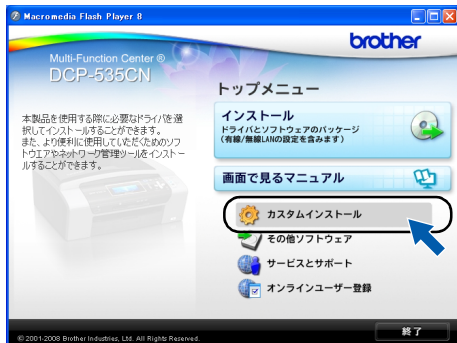 Macromedia Flash Player 8
brother
Multi-Function Center ®
DCP-535CN
トップメニュー
本製品を使用する際に必要なドライバを選
択してインストールすることができます。
また、より便利に使用していただくためのソフ
トウエアやネットワーク管理ツールをインストー
ルすることができます。
インストール
ドライバとソフトウェアのパッケージ
(有線/無線LANの設定を含みます)
画面で見るマニュアル
カスタムインストール
その他ソフトウェア
サービスとサポート
オンラインユーザー登録
© 2001-2008 Brother Industries, Ltd. All Rights Reserved.
終了